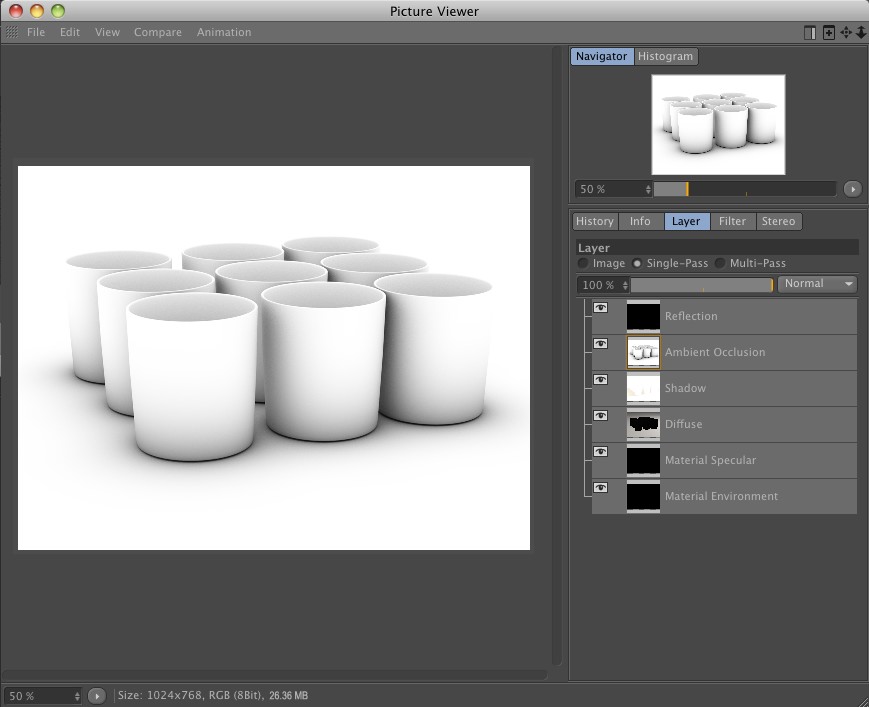 Picture Viewer
File Edit View Compare Animation
Navigator Histogram
50 %
History Info Layer Filter Stereo
Layer
Image Single-Pass Multi-Pass
100 % Normal
Reflection
Ambient Occlusion
Shadow
Diffuse
Material Specular
Material Environment
50 % Size: 1024x768, RGB (8Bit), 26.36 MB